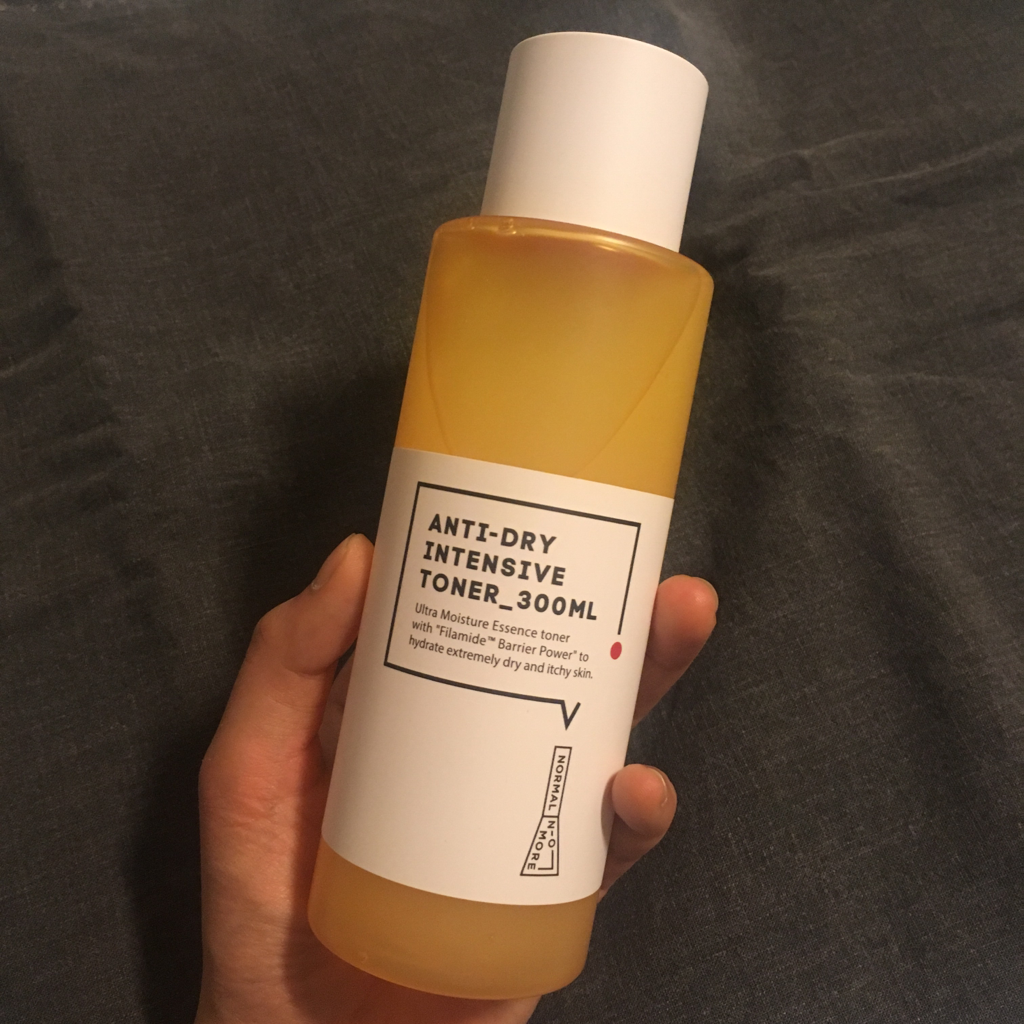 ANTI-DRY
INTENSIVE
TONER_300ML
Ultra Moisture Essence toner
with "Filamide™ Barrier Power" to
hydrate extremely dry and itchy skin.
NORMAL N-O
MORE